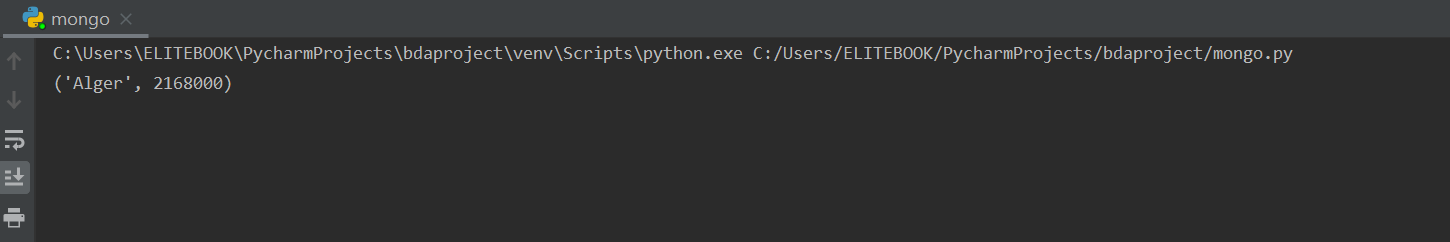 mongo
C:\Users\ELITEBOOK\PycharmProjects\bdaproject\venv\Scripts\python.exe C:/Users/ELITEBOOK/PycharmProjects/bdaproject/mongo.py
('Alger', 2168000)